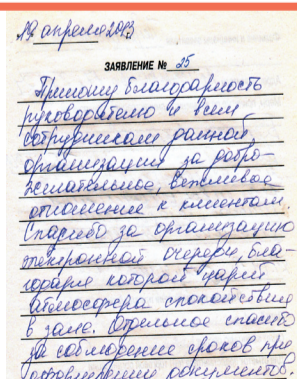 19 апреля 2013
ЗАЯВЛЕНИЕ № 25
Приношу благодарность
руководителю и всем
сотрудникам данной
организации за добро-
желательное, вежливое
отношение к клиентам.
Спасибо за организацию
электронной очереди, бла-
годаря которой царит
атмосфера спокойствия
в зале. Отдельное спасибо
за соблюдение сроков при
оформлении документов.